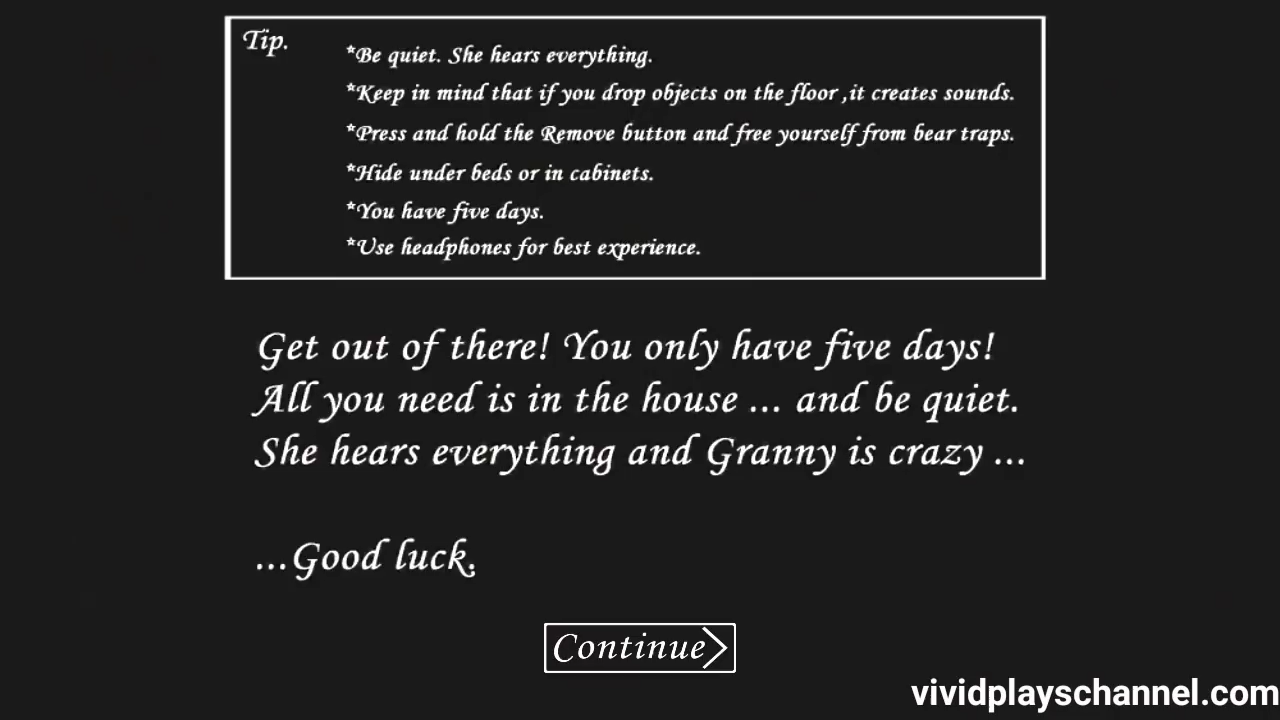 Tip.
*Be quiet. She hears everything.
*Keep in mind that if you drop objects on the floor ,it creates sounds.
*Press and hold the Remove button and free yourself from bear traps.
*Hide under beds or in cabinets.
*You have five days.
*Use headphones for best experience.
Get out of there! You only have five days!
All you need is in the house ... and be quiet.
She hears everything and Granny is crazy ...
...Good luck.
Continue>
vividplayschannel.com